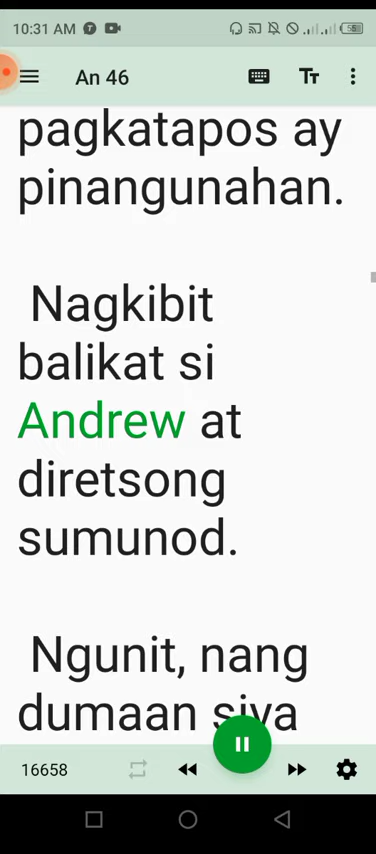 10:31 AM
An 46
pagkatapos ay
pinangunahan.
Nagkibit
balikat si
Andrew at
diretsong
sumunod.
Ngunit, nang
dumaan siya
16658